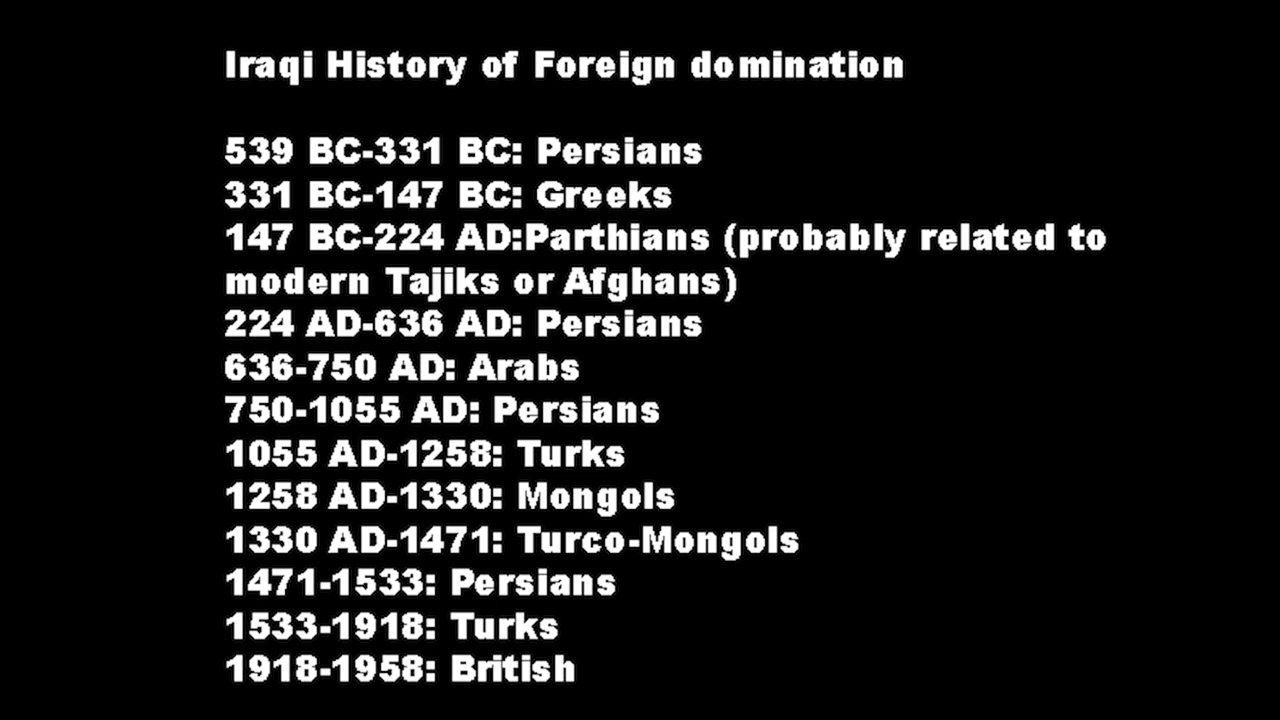 Iraqi History of Foreign domination
539 BC-331 BC: Persians
331 BC-147 BC: Greeks
147 BC-224 AD:Parthians (probably related to
modern Tajiks or Afghans)
224 AD-636 AD: Persians
636-750 AD: Arabs
750-1055 AD: Persians
1055 AD-1258: Turks
1258 AD-1330: Mongols
1330 AD-1471: Turco-Mongols
1471-1533: Persians
1533-1918: Turks
1918-1958: British